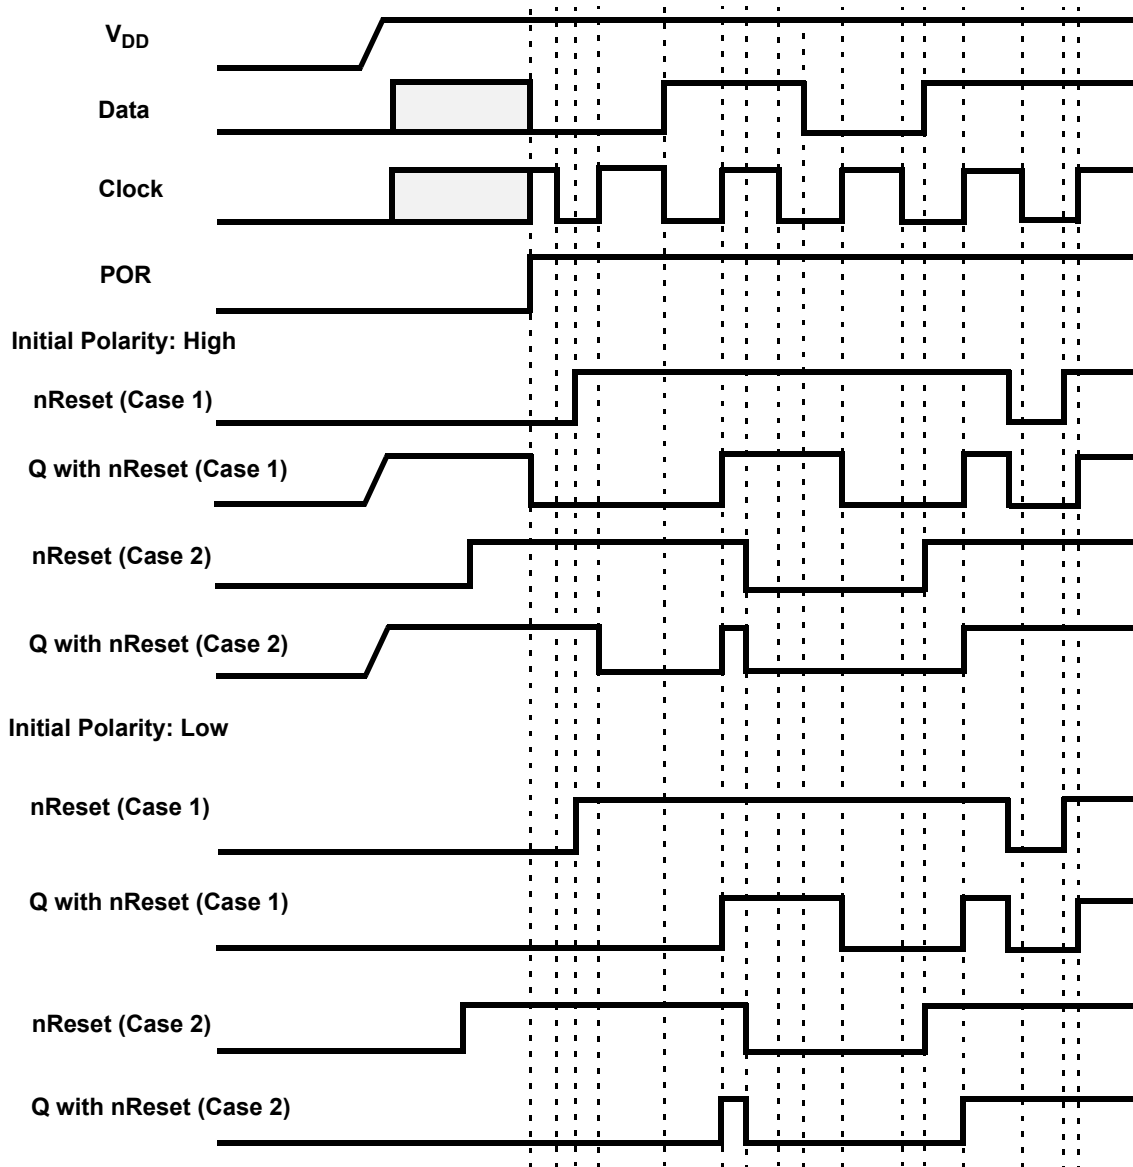 VDD
Data
Clock
POR
Initial Polarity: High
nReset (Case 1)
Q with nReset (Case 1)
nReset (Case 2)
Q with nReset (Case 2)
Initial Polarity: Low
nReset (Case 1)
Q with nReset (Case 1)
nReset (Case 2)
Q with nReset (Case 2)